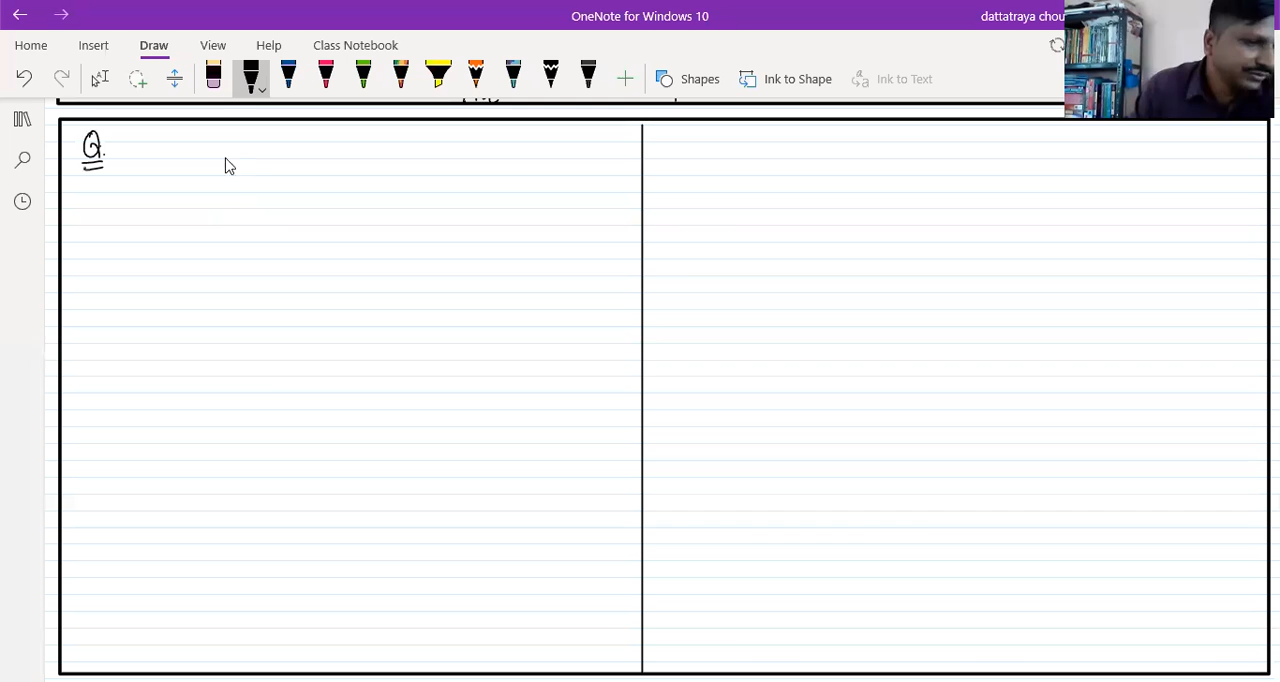 OneNote for Windows 10
dattatraya chou
Home Insert Draw View Help Class Notebook
Shapes Ink to Shape Ink to Text
Q.